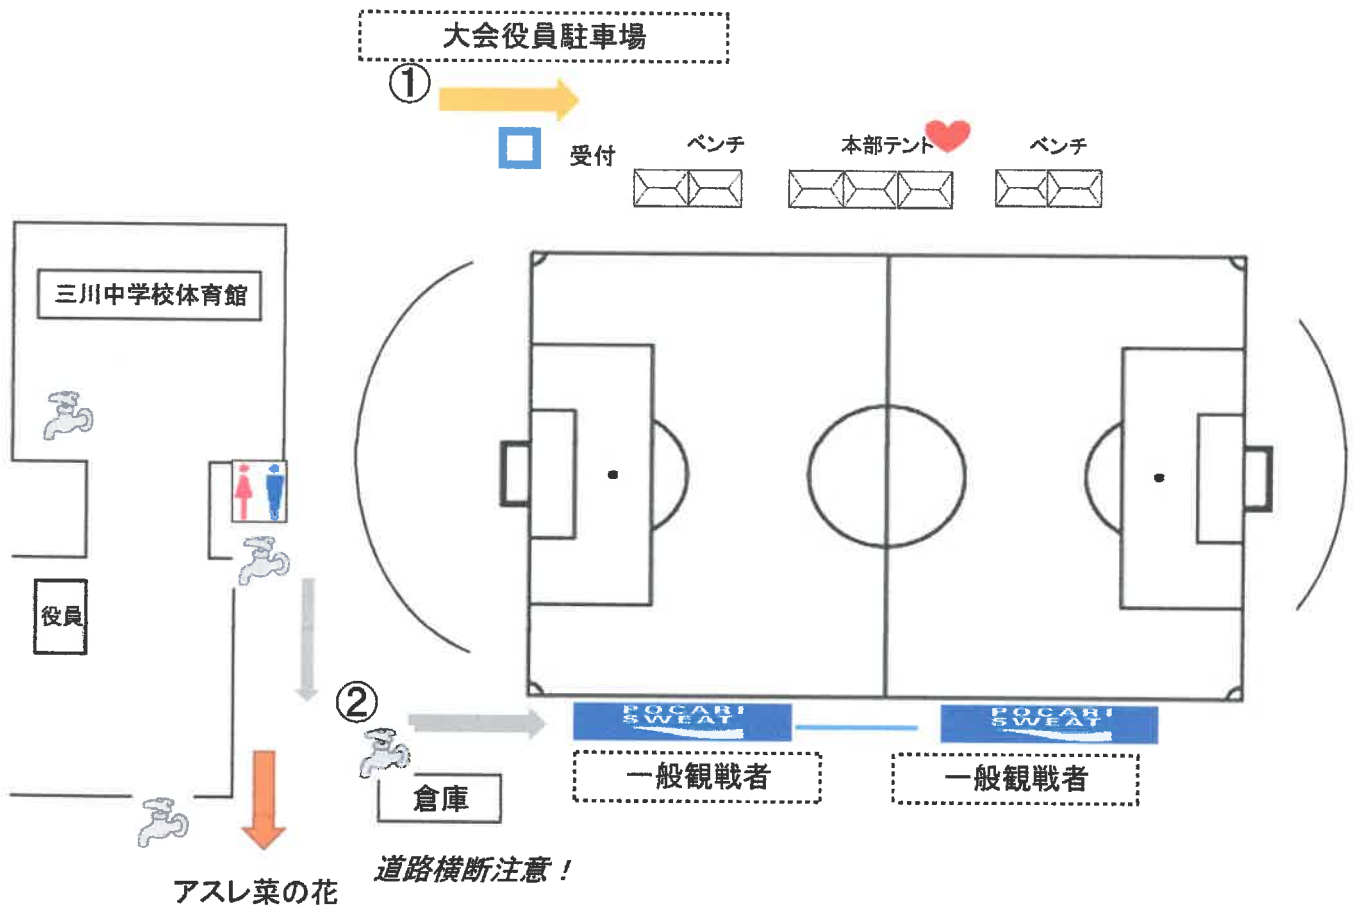 大会役員駐車場
①
受付
ベンチ
本部テント
ベンチ
三川中学校体育館
役員
②
POCARI
SWEAT
POCARI
SWEAT
一般観戦者
一般観戦者
倉庫
道路横断注意！
アスレ菜の花